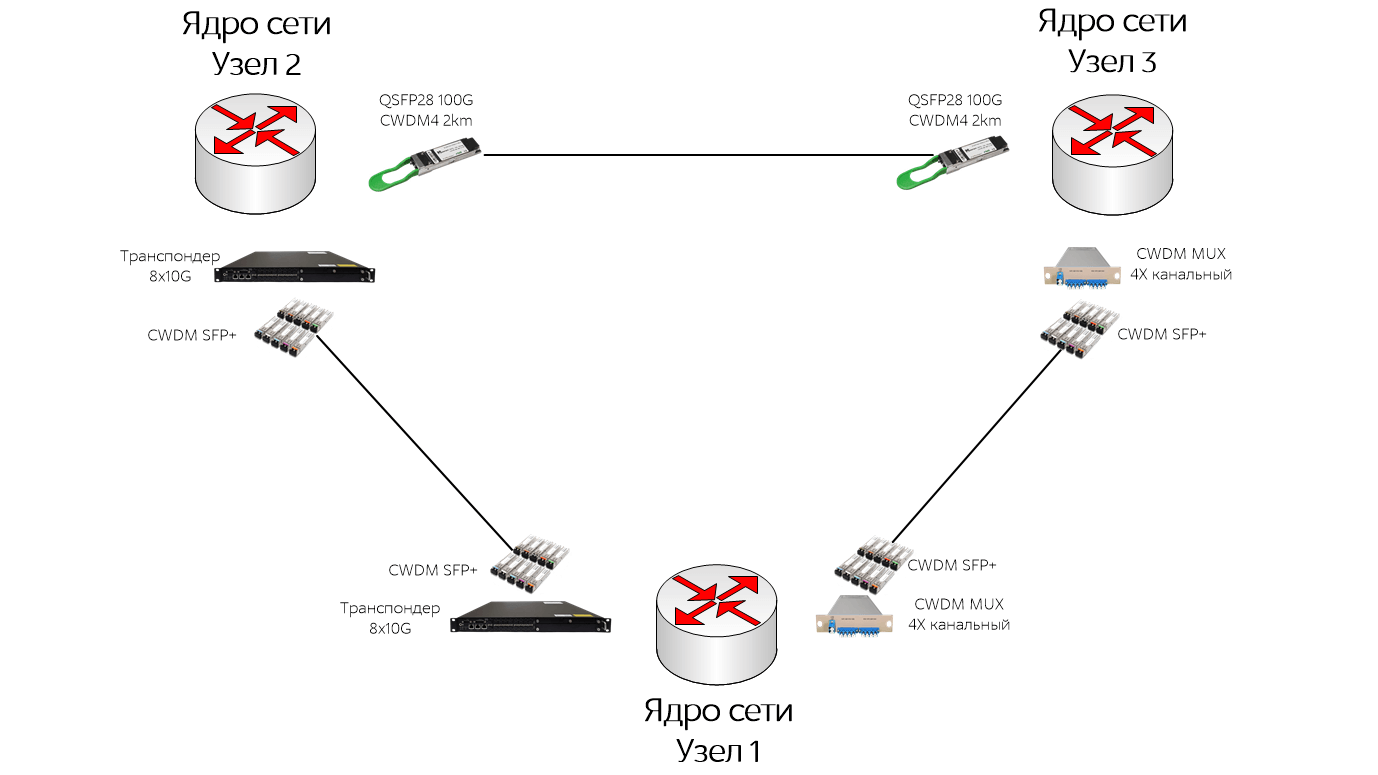 Ядро сети
Узел 2
Ядро сети
Узел 3
QSFP28 100G
CWDM4 2km
QSFP28 100G
CWDM4 2km
Транспондер
8x10G
CWDM MUX
4X канальный
CWDM SFP+
CWDM SFP+
CWDM SFP+
CWDM SFP+
Транспондер
8x10G
CWDM MUX
4X канальный
Ядро сети
Узел 1